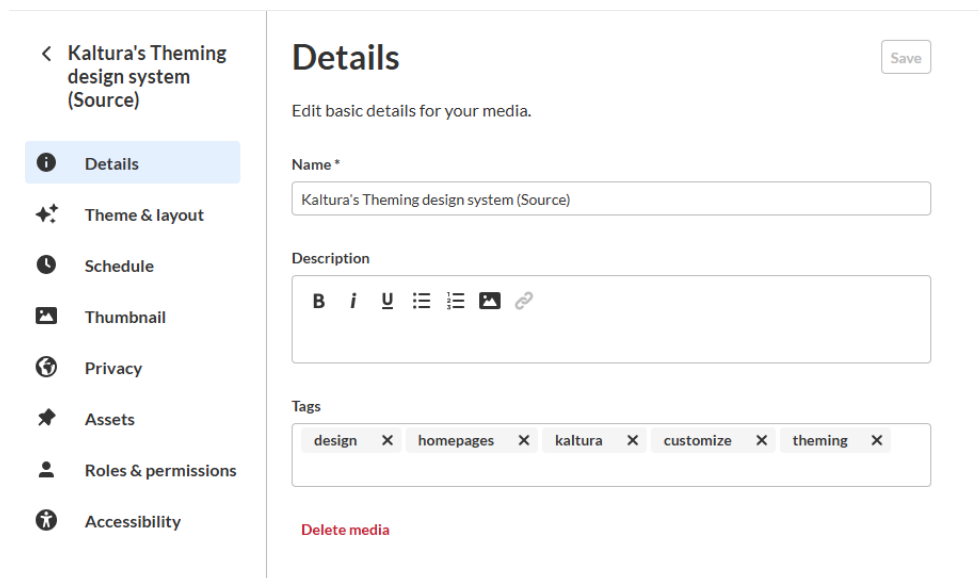 Kaltura's Theming
design system
(Source)
Details
Theme & layout
Schedule
Thumbnail
Privacy
Assets
Roles & permissions
Accessibility
Details
Save
Edit basic details for your media.
Name *
Kaltura's Theming design system (Source)
Description
B i U
Tags
design homepages kaltura customize theming
Delete media